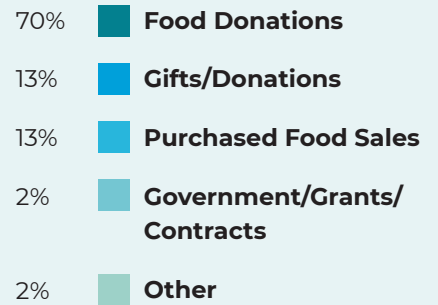 70% Food Donations
13% Gifts/Donations
13% Purchased Food Sales
2% Government/Grants/
Contracts
2% Other